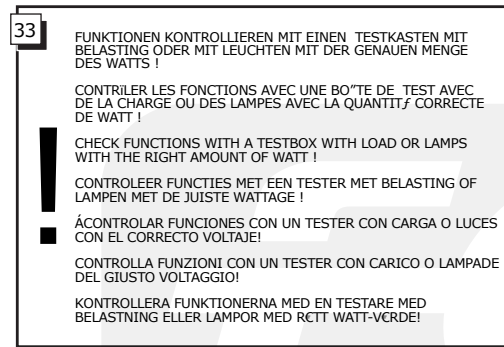 33
FUNKTIONEN KONTROLLIEREN MIT EINEN TESTKASTEN MIT
BELASTING ODER MIT LEUCHTEN MIT DER GENAUEN MENGE
DES WATTS !
CONTRïLER LES FONCTIONS AVEC UNE BO”TE DE TEST AVEC
DE LA CHARGE OU DES LAMPES AVEC LA QUANTITƒ CORRECTE
DE WATT !
CHECK FUNCTIONS WITH A TESTBOX WITH LOAD OR LAMPS
WITH THE RIGHT AMOUNT OF WATT !
CONTROLEER FUNCTIES MET EEN TESTER MET BELASTING OF
LAMPEN MET DE JUISTE WATTAGE !
ÁCONTROLAR FUNCIONES CON UN TESTER CON CARGA O LUCES
CON EL CORRECTO VOLTAJE!
CONTROLLA FUNZIONI CON UN TESTER CON CARICO O LAMPADE
DEL GIUSTO VOLTAGGIO!
KONTROLLERA FUNKTIONERNA MED EN TESTARE MED
BELASTNING ELLER LAMPOR MED R€TT WATT-V€RDE!
!